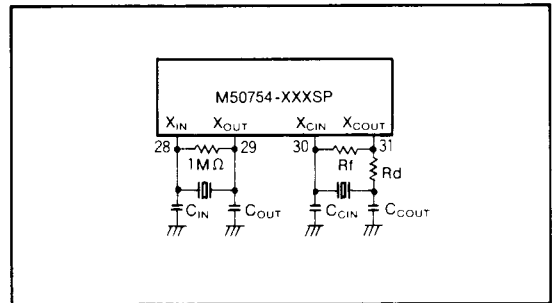 M50754-XXXSP
XIN XOUT XCIN XCOUT
28 29 30 31
1MΩ Rf Rd
CIN COUT CCIN CCOUT